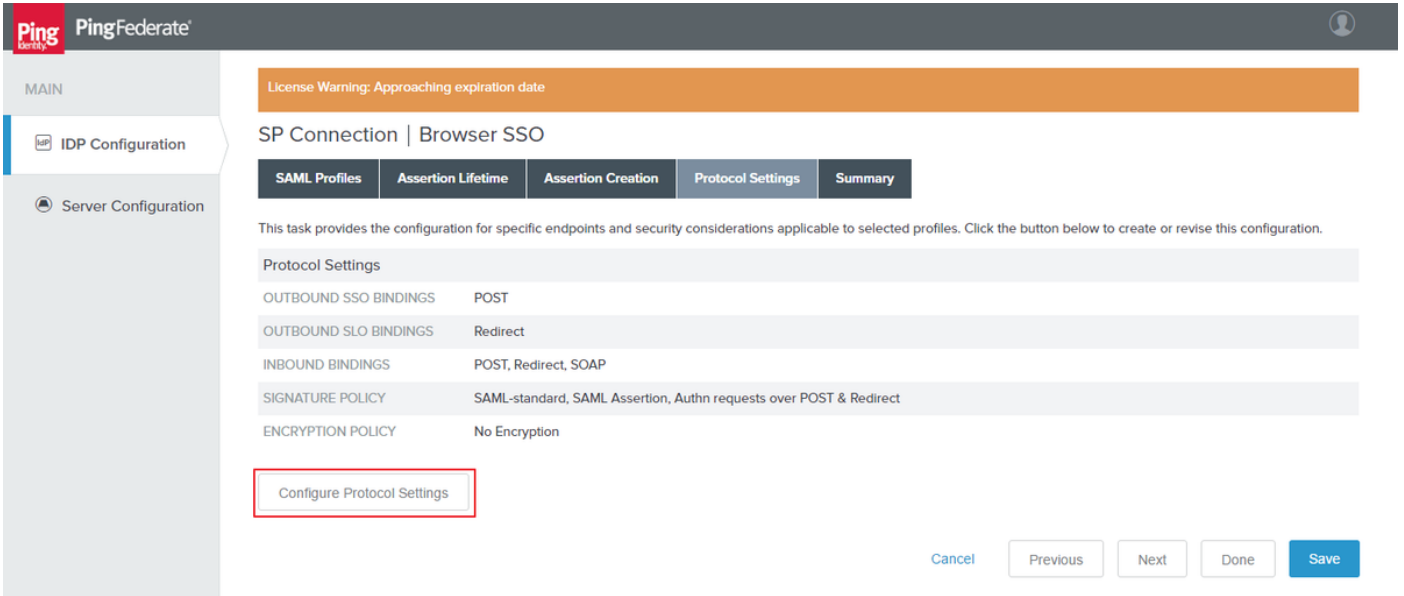 Ping
Identity.
PingFederate®
MAIN
License Warning: Approaching expiration date
IdP
IDP Configuration
Server Configuration
SP Connection | Browser SSO
SAML Profiles Assertion Lifetime Assertion Creation Protocol Settings Summary
This task provides the configuration for specific endpoints and security considerations applicable to selected profiles. Click the button below to create or revise this configuration.
Protocol Settings
OUTBOUND SSO BINDINGS POST
OUTBOUND SLO BINDINGS Redirect
INBOUND BINDINGS POST, Redirect, SOAP
SIGNATURE POLICY SAML-standard, SAML Assertion, Authn requests over POST & Redirect
ENCRYPTION POLICY No Encryption
Configure Protocol Settings
Cancel Previous Next Done Save